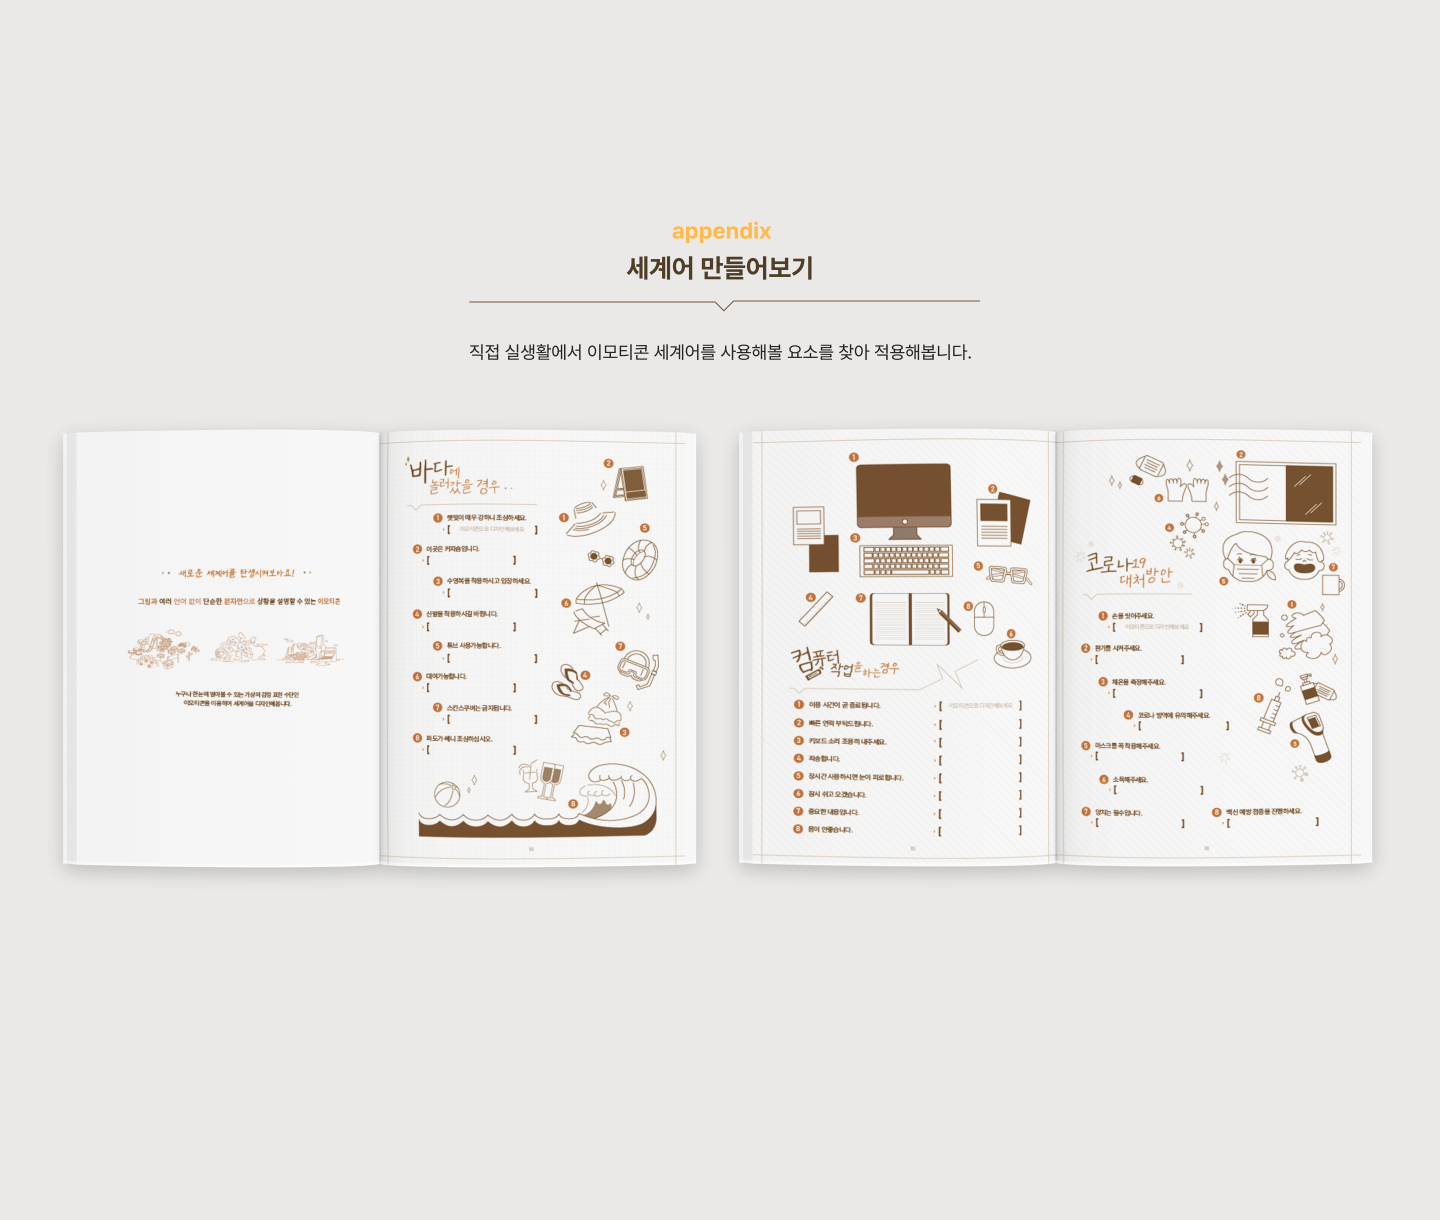 appendix
세계어 만들어보기
직접 실생활에서 이모티콘 세계어를 사용해볼 요소를 찾아 적용해봅니다.
새로운 세계어를 탄생시켜보아요!
그림과 여러 언어 없이 단순한 문자만으로 상황을 설명할 수 있는 이모티콘
누구나 한눈에 알아볼 수 있는 가상의 감정 표현 수단인
이모티콘을 이용하여 세계어를 디자인해봅니다.
바다에
놀러갔을 경우 . .
1 햇빛이 매우 강하니 조심하세요.
[ 이모티콘으로 디자인해보세요 ]
2 이곳은 커피숍입니다.
[ ]
3 수영복을 착용하시고 입장하세요.
[ ]
4 신발을 착용하시길 바랍니다.
[ ]
5 튜브 사용가능합니다.
[ ]
6 대여가능합니다.
[ ]
7 스킨스쿠버는 금지됩니다.
[ ]
8 파도가 쎄니 조심하십시오.
[ ]
컴퓨터
작업을 하는경우
1 이용 시간이 곧 종료됩니다. [ 이모티콘으로 디자인해보세요 ]
2 빠른 연락 부탁드립니다. [ ]
3 키보드 소리 조용히 내주세요. [ ]
4 파손합니다. [ ]
5 장시간 사용하시면 눈이 피로합니다. [ ]
6 잠시 쉬고 오겠습니다. [ ]
7 중요한 내용입니다. [ ]
8 몸이 안좋습니다. [ ]
코로나19
대처방안
1 손을 씻어주세요.
[ 이모티콘으로 디자인해보세요 ]
2 환기를 시켜주세요.
[ ]
3 체온을 측정해주세요.
[ ]
4 코로나 방역에 유의해주세요.
[ ]
5 마스크를 꼭 착용해주세요.
[ ]
6 소독해주세요.
[ ]
7 양치는 필수입니다.
[ ]
8 백신 예방 접종을 진행하세요.
[ ]